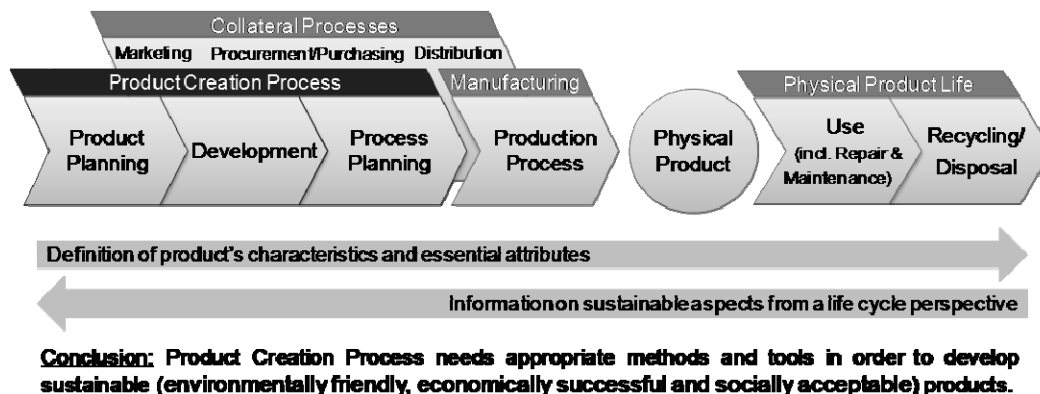 Collateral Processes
Marketing Procurement/Purchasing Distribution
Product Creation Process
Manufacturing
Physical Product Life
Product
Planning
Development
Process
Planning
Production
Process
Physical
Product
Use
(incl. Repair &
Maintenance)
Recycling/
Disposal
Definition of product's characteristics and essential attributes
Information on sustainable aspects from a life cycle perspective
Conclusion: Product Creation Process needs appropriate methods and tools in order to develop
sustainable (environmentally friendly, economically successful and socially acceptable) products.